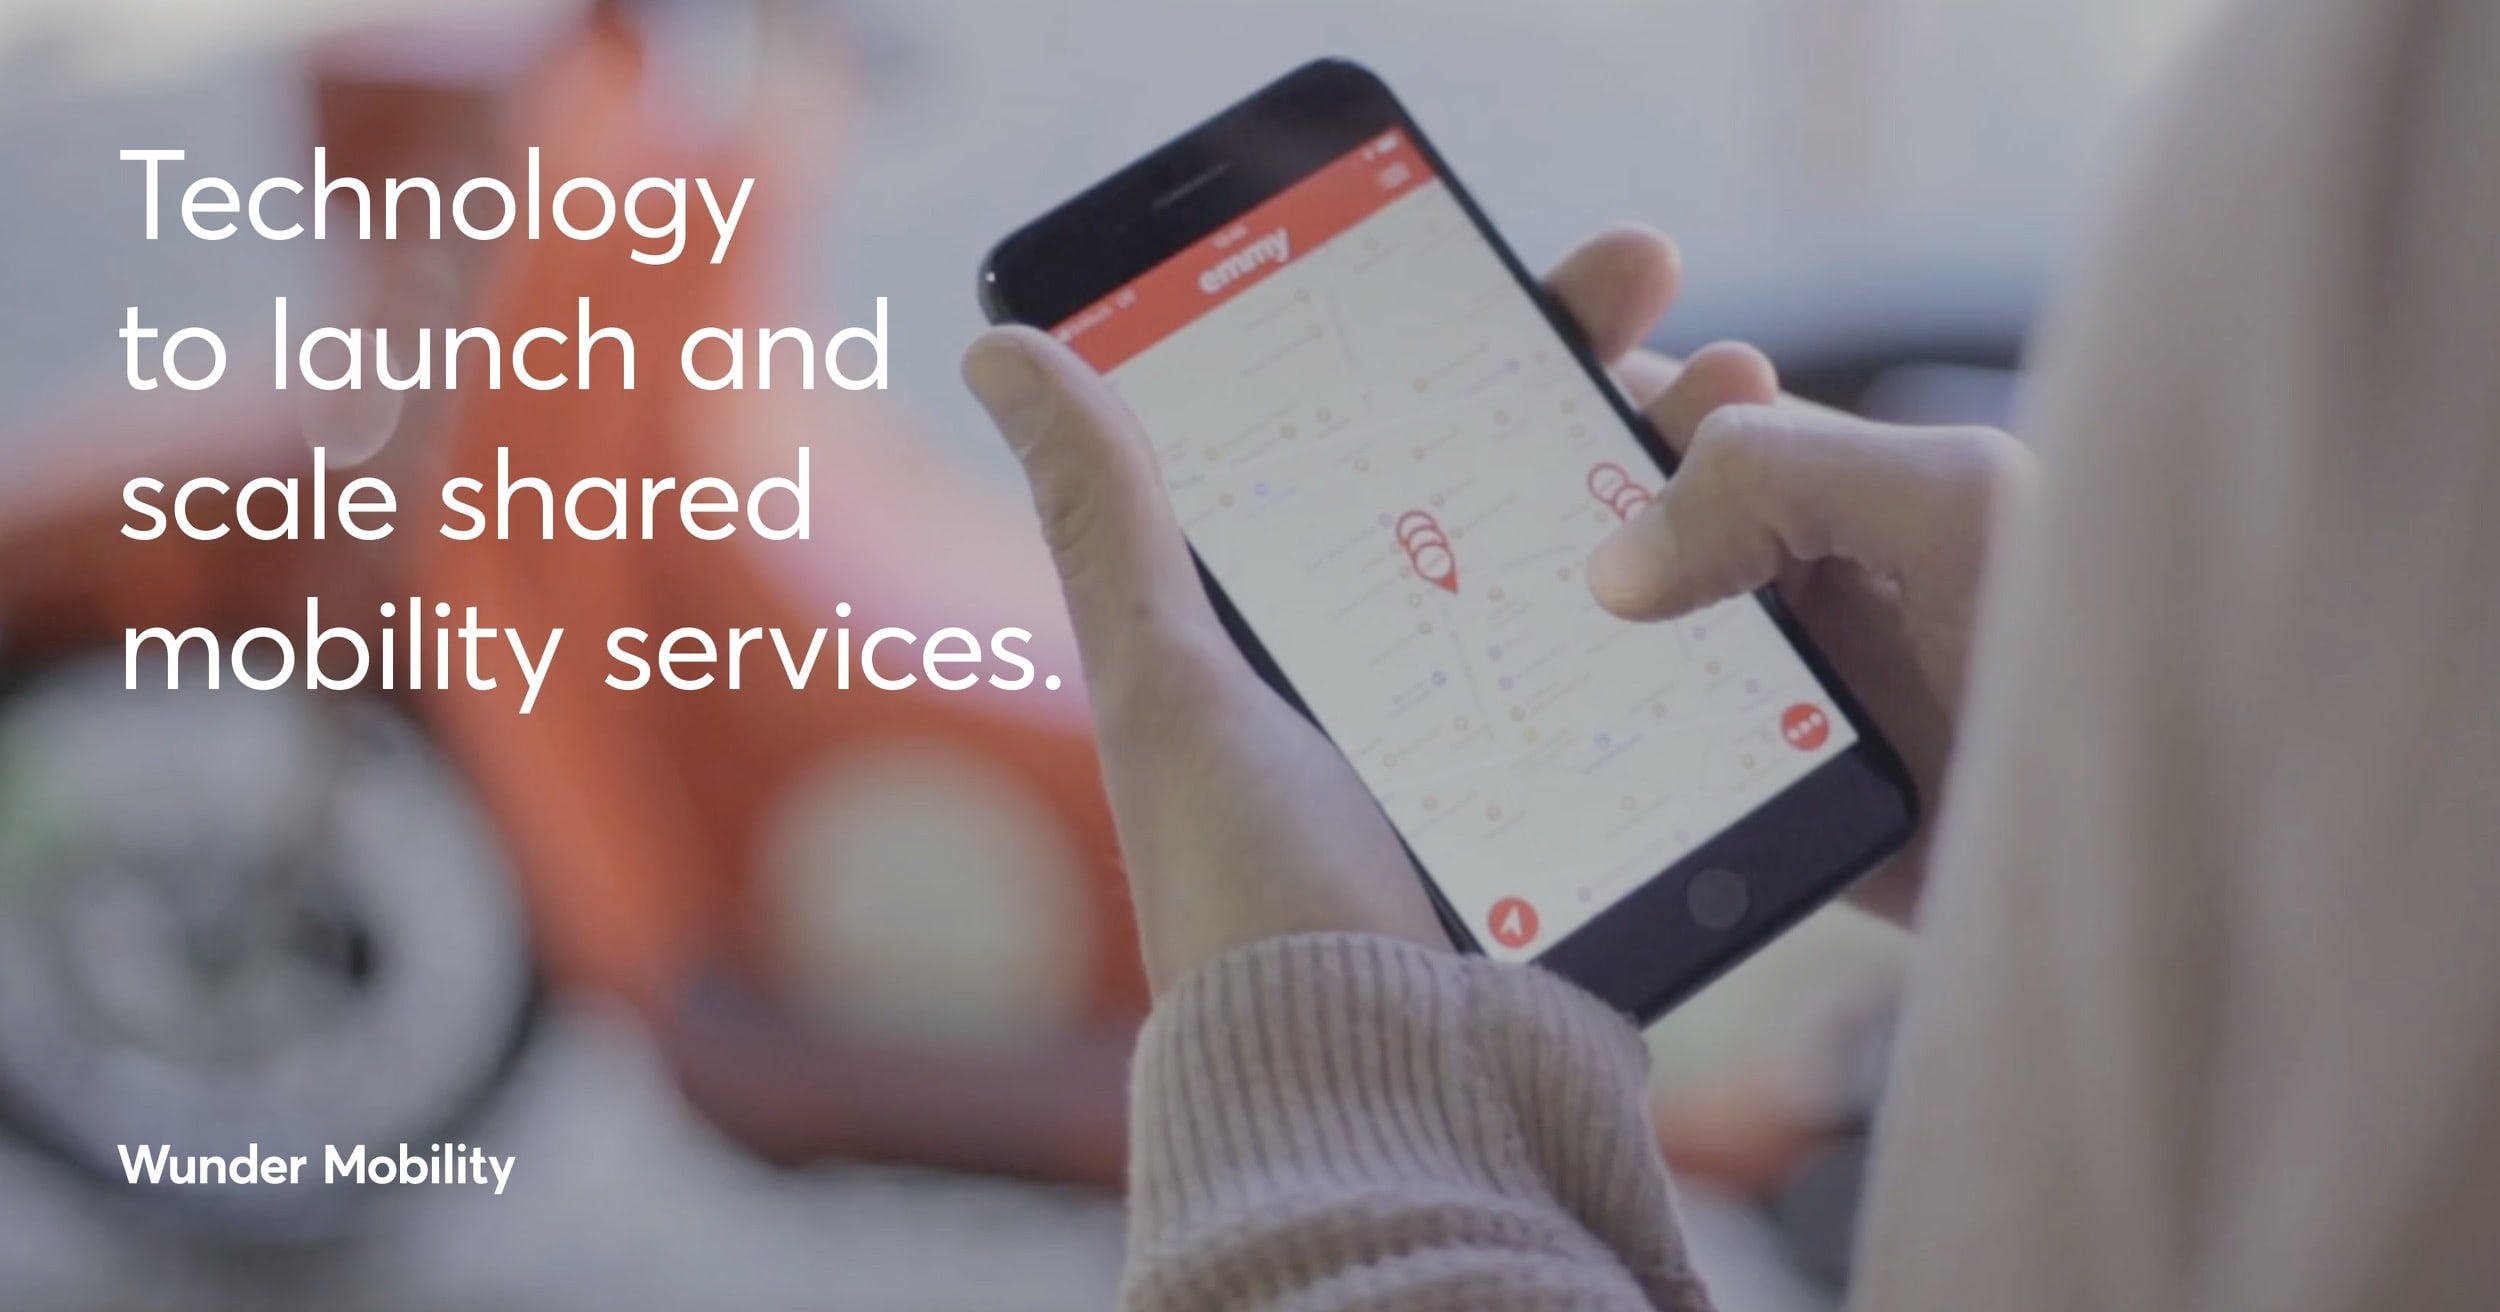 Technology
to launch and
scale shared
mobility services.
emmy
Wunder Mobility